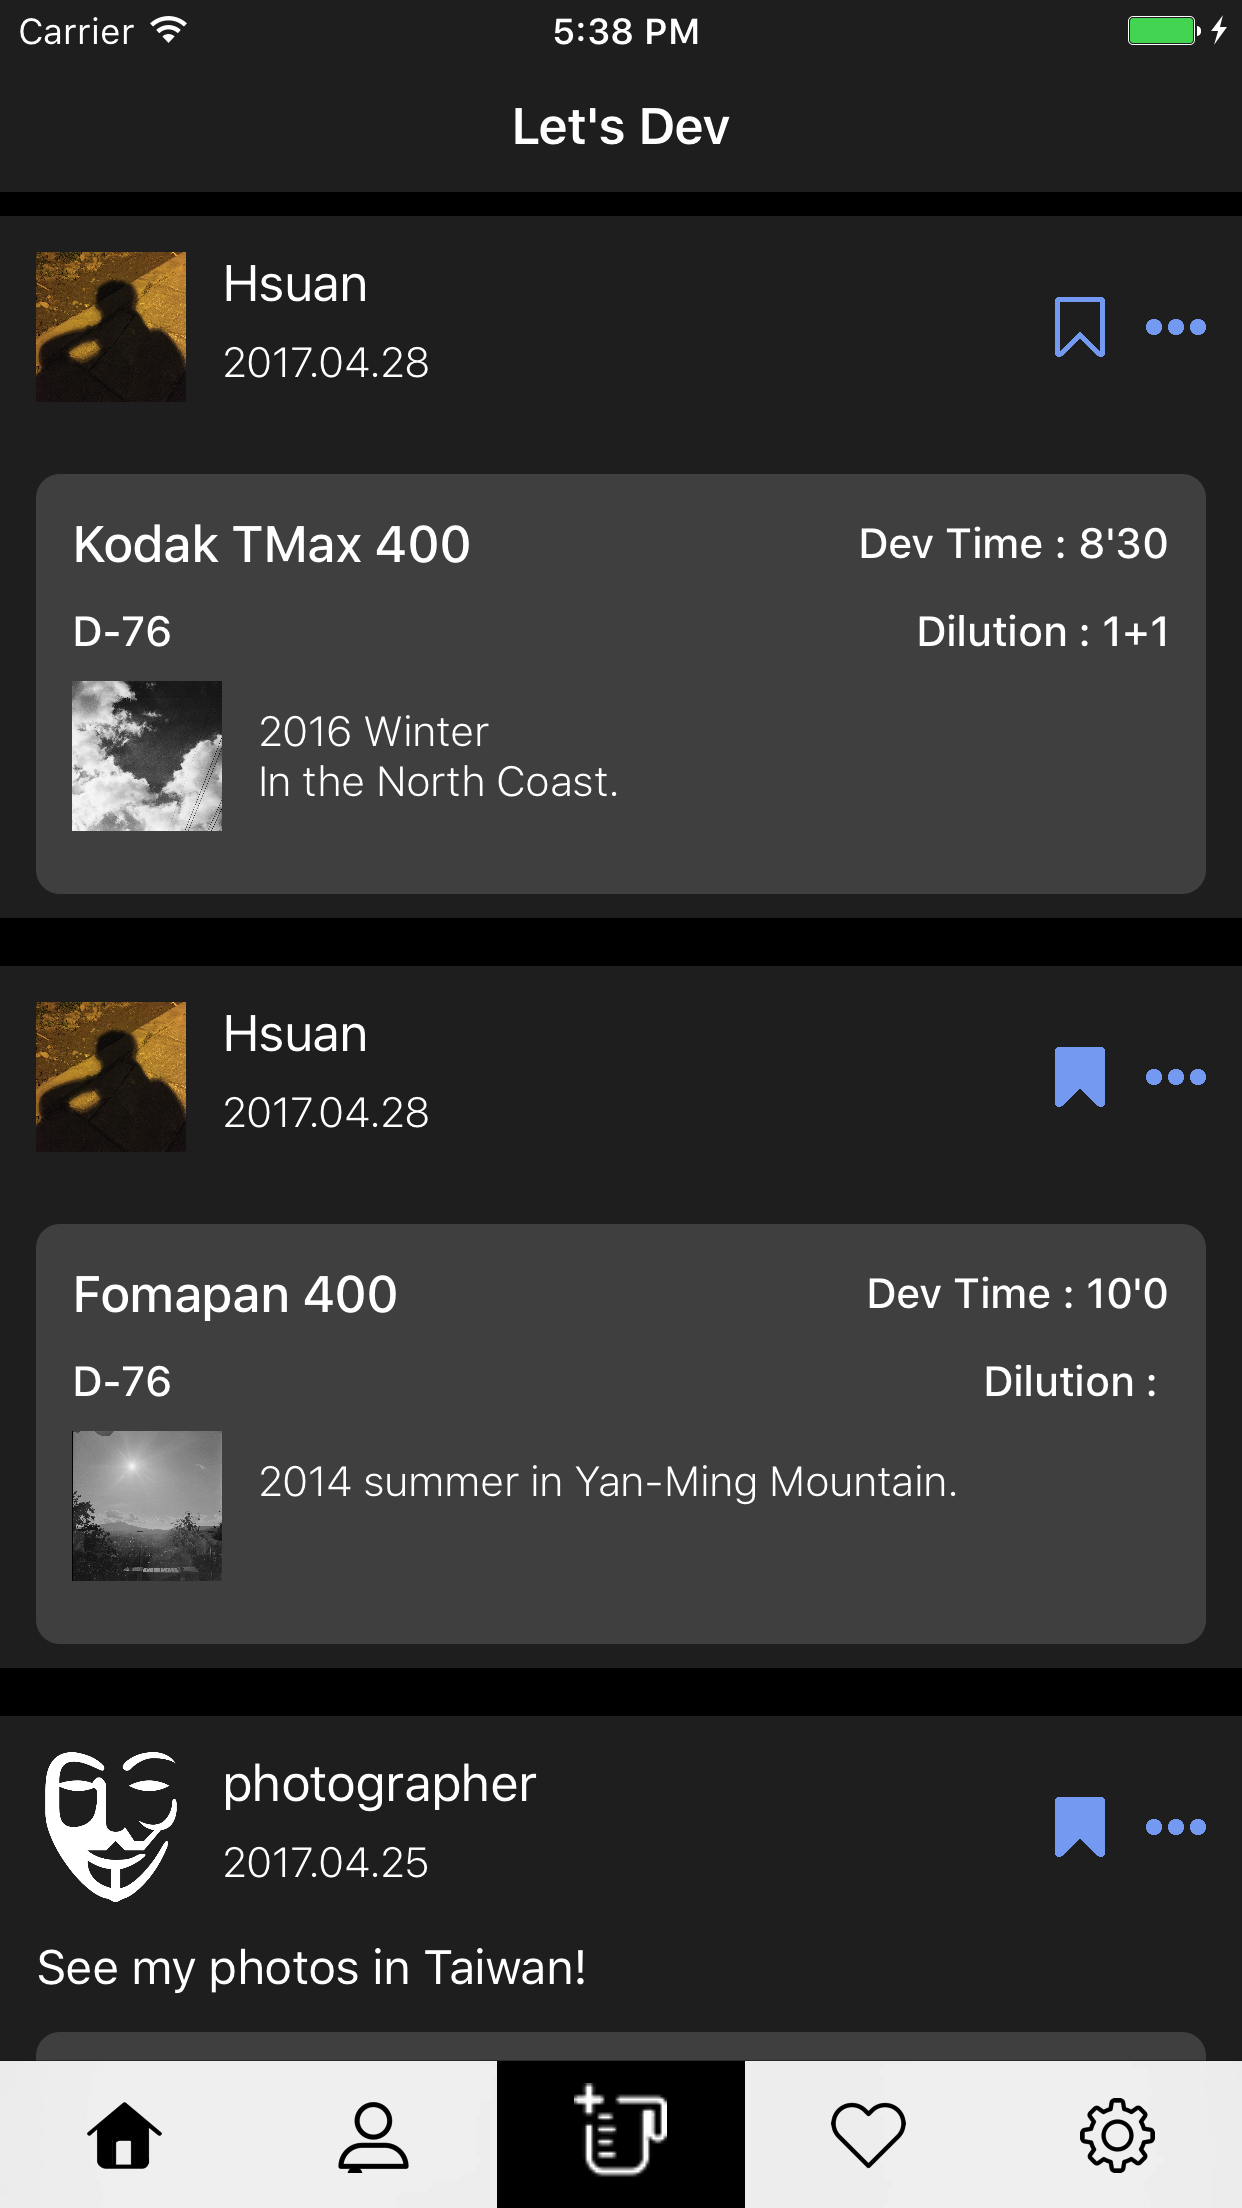 Carrier 5:38 PM
Let's Dev
Hsuan
2017.04.28
Kodak TMax 400 Dev Time : 8'30
D-76 Dilution : 1+1
2016 Winter
In the North Coast.
Hsuan
2017.04.28
Fomapan 400 Dev Time : 10'0
D-76 Dilution :
2014 summer in Yan-Ming Mountain.
photographer
2017.04.25
See my photos in Taiwan!